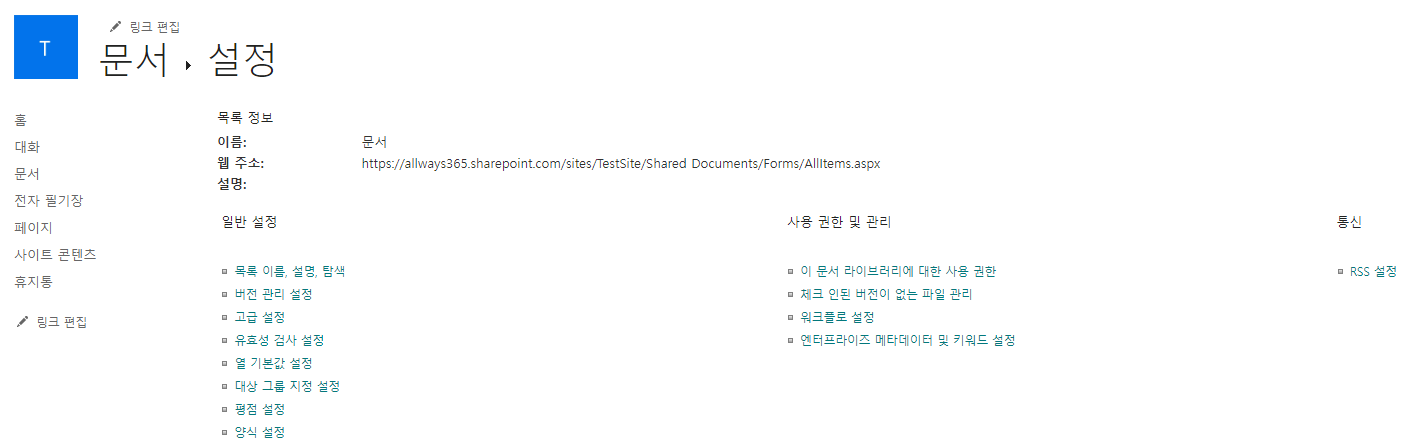 링크 편집
T
문서 ▸ 설정
홈
대화
문서
전자 필기장
페이지
사이트 콘텐츠
휴지통
링크 편집
목록 정보
이름: 문서
웹 주소: https://allways365.sharepoint.com/sites/TestSite/Shared Documents/Forms/AllItems.aspx
설명:
일반 설정
목록 이름, 설명, 탐색
버전 관리 설정
고급 설정
유효성 검사 설정
열 기본값 설정
대상 그룹 지정 설정
평점 설정
양식 설정
사용 권한 및 관리
이 문서 라이브러리에 대한 사용 권한
체크 인된 버전이 없는 파일 관리
워크플로 설정
엔터프라이즈 메타데이터 및 키워드 설정
통신
RSS 설정